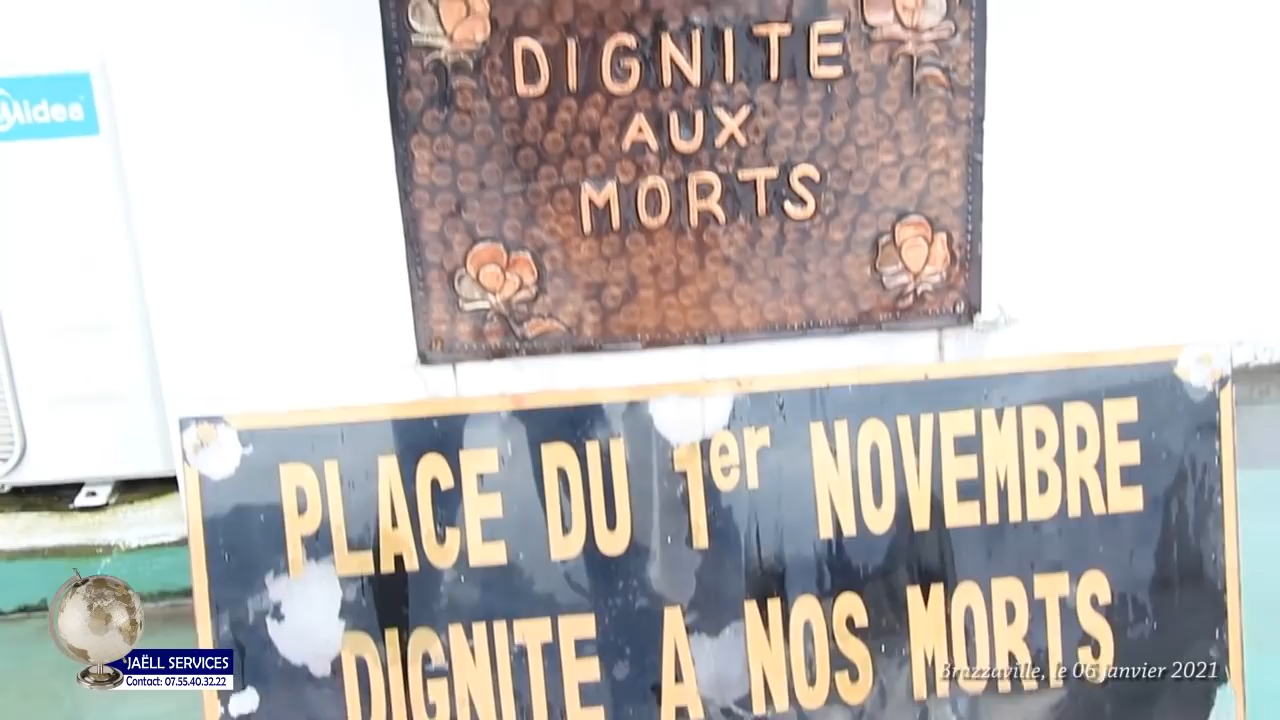 DIGNITE
AUX
MORTS
Midea
PLACE DU 1er NOVEMBRE
DIGNITE A NOS MORTS
JAËLL SERVICES
Contact: 07.55.40.32.22
Brazzaville, le 06 Janvier 2021